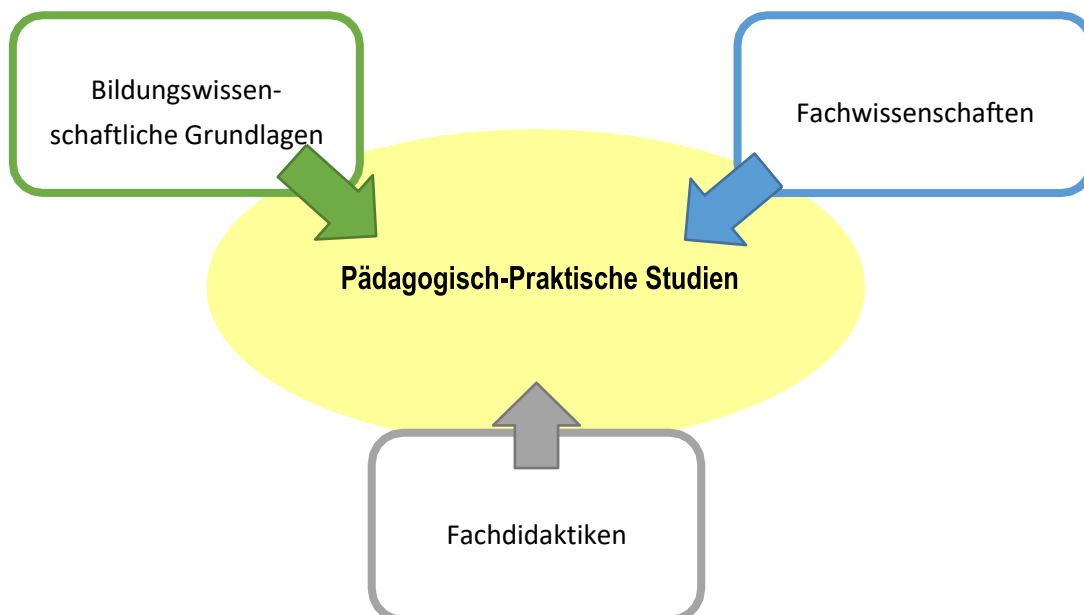 Bildungswissen-
schaftliche Grundlagen
Fachwissenschaften
Pädagogisch-Praktische Studien
Fachdidaktiken